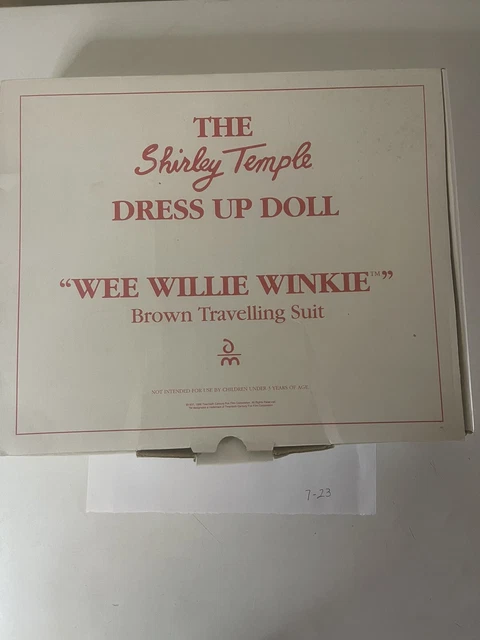 THE
Shirley Temple
DRESS UP DOLL
“WEE WILLIE WINKIE™”
Brown Travelling Suit
dm
NOT INTENDED FOR USE BY CHILDREN UNDER 3 YEARS OF AGE.
7-23